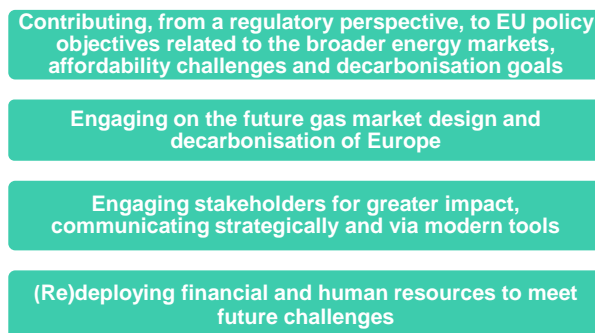 Contributing, from a regulatory perspective, to EU policy
objectives related to the broader energy markets,
affordability challenges and decarbonisation goals
Engaging on the future gas market design and
decarbonisation of Europe
Engaging stakeholders for greater impact,
communicating strategically and via modern tools
(Re)deploying financial and human resources to meet
future challenges